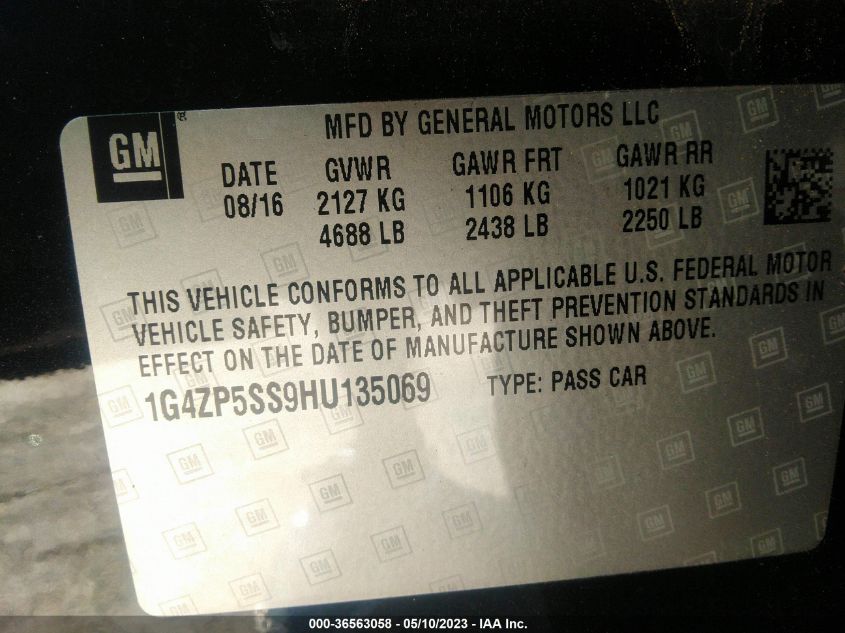 GM
MFD BY GENERAL MOTORS LLC
DATE GVWR GAWR FRT GAWR RR
08/16 2127 KG 1106 KG 1021 KG
4688 LB 2438 LB 2250 LB
THIS VEHICLE CONFORMS TO ALL APPLICABLE U.S. FEDERAL MOTOR
VEHICLE SAFETY, BUMPER, AND THEFT PREVENTION STANDARDS IN
EFFECT ON THE DATE OF MANUFACTURE SHOWN ABOVE.
1G4ZP5SS9HU135069 TYPE: PASS CAR
000-36563058 - 05/10/2023 - IAA Inc.